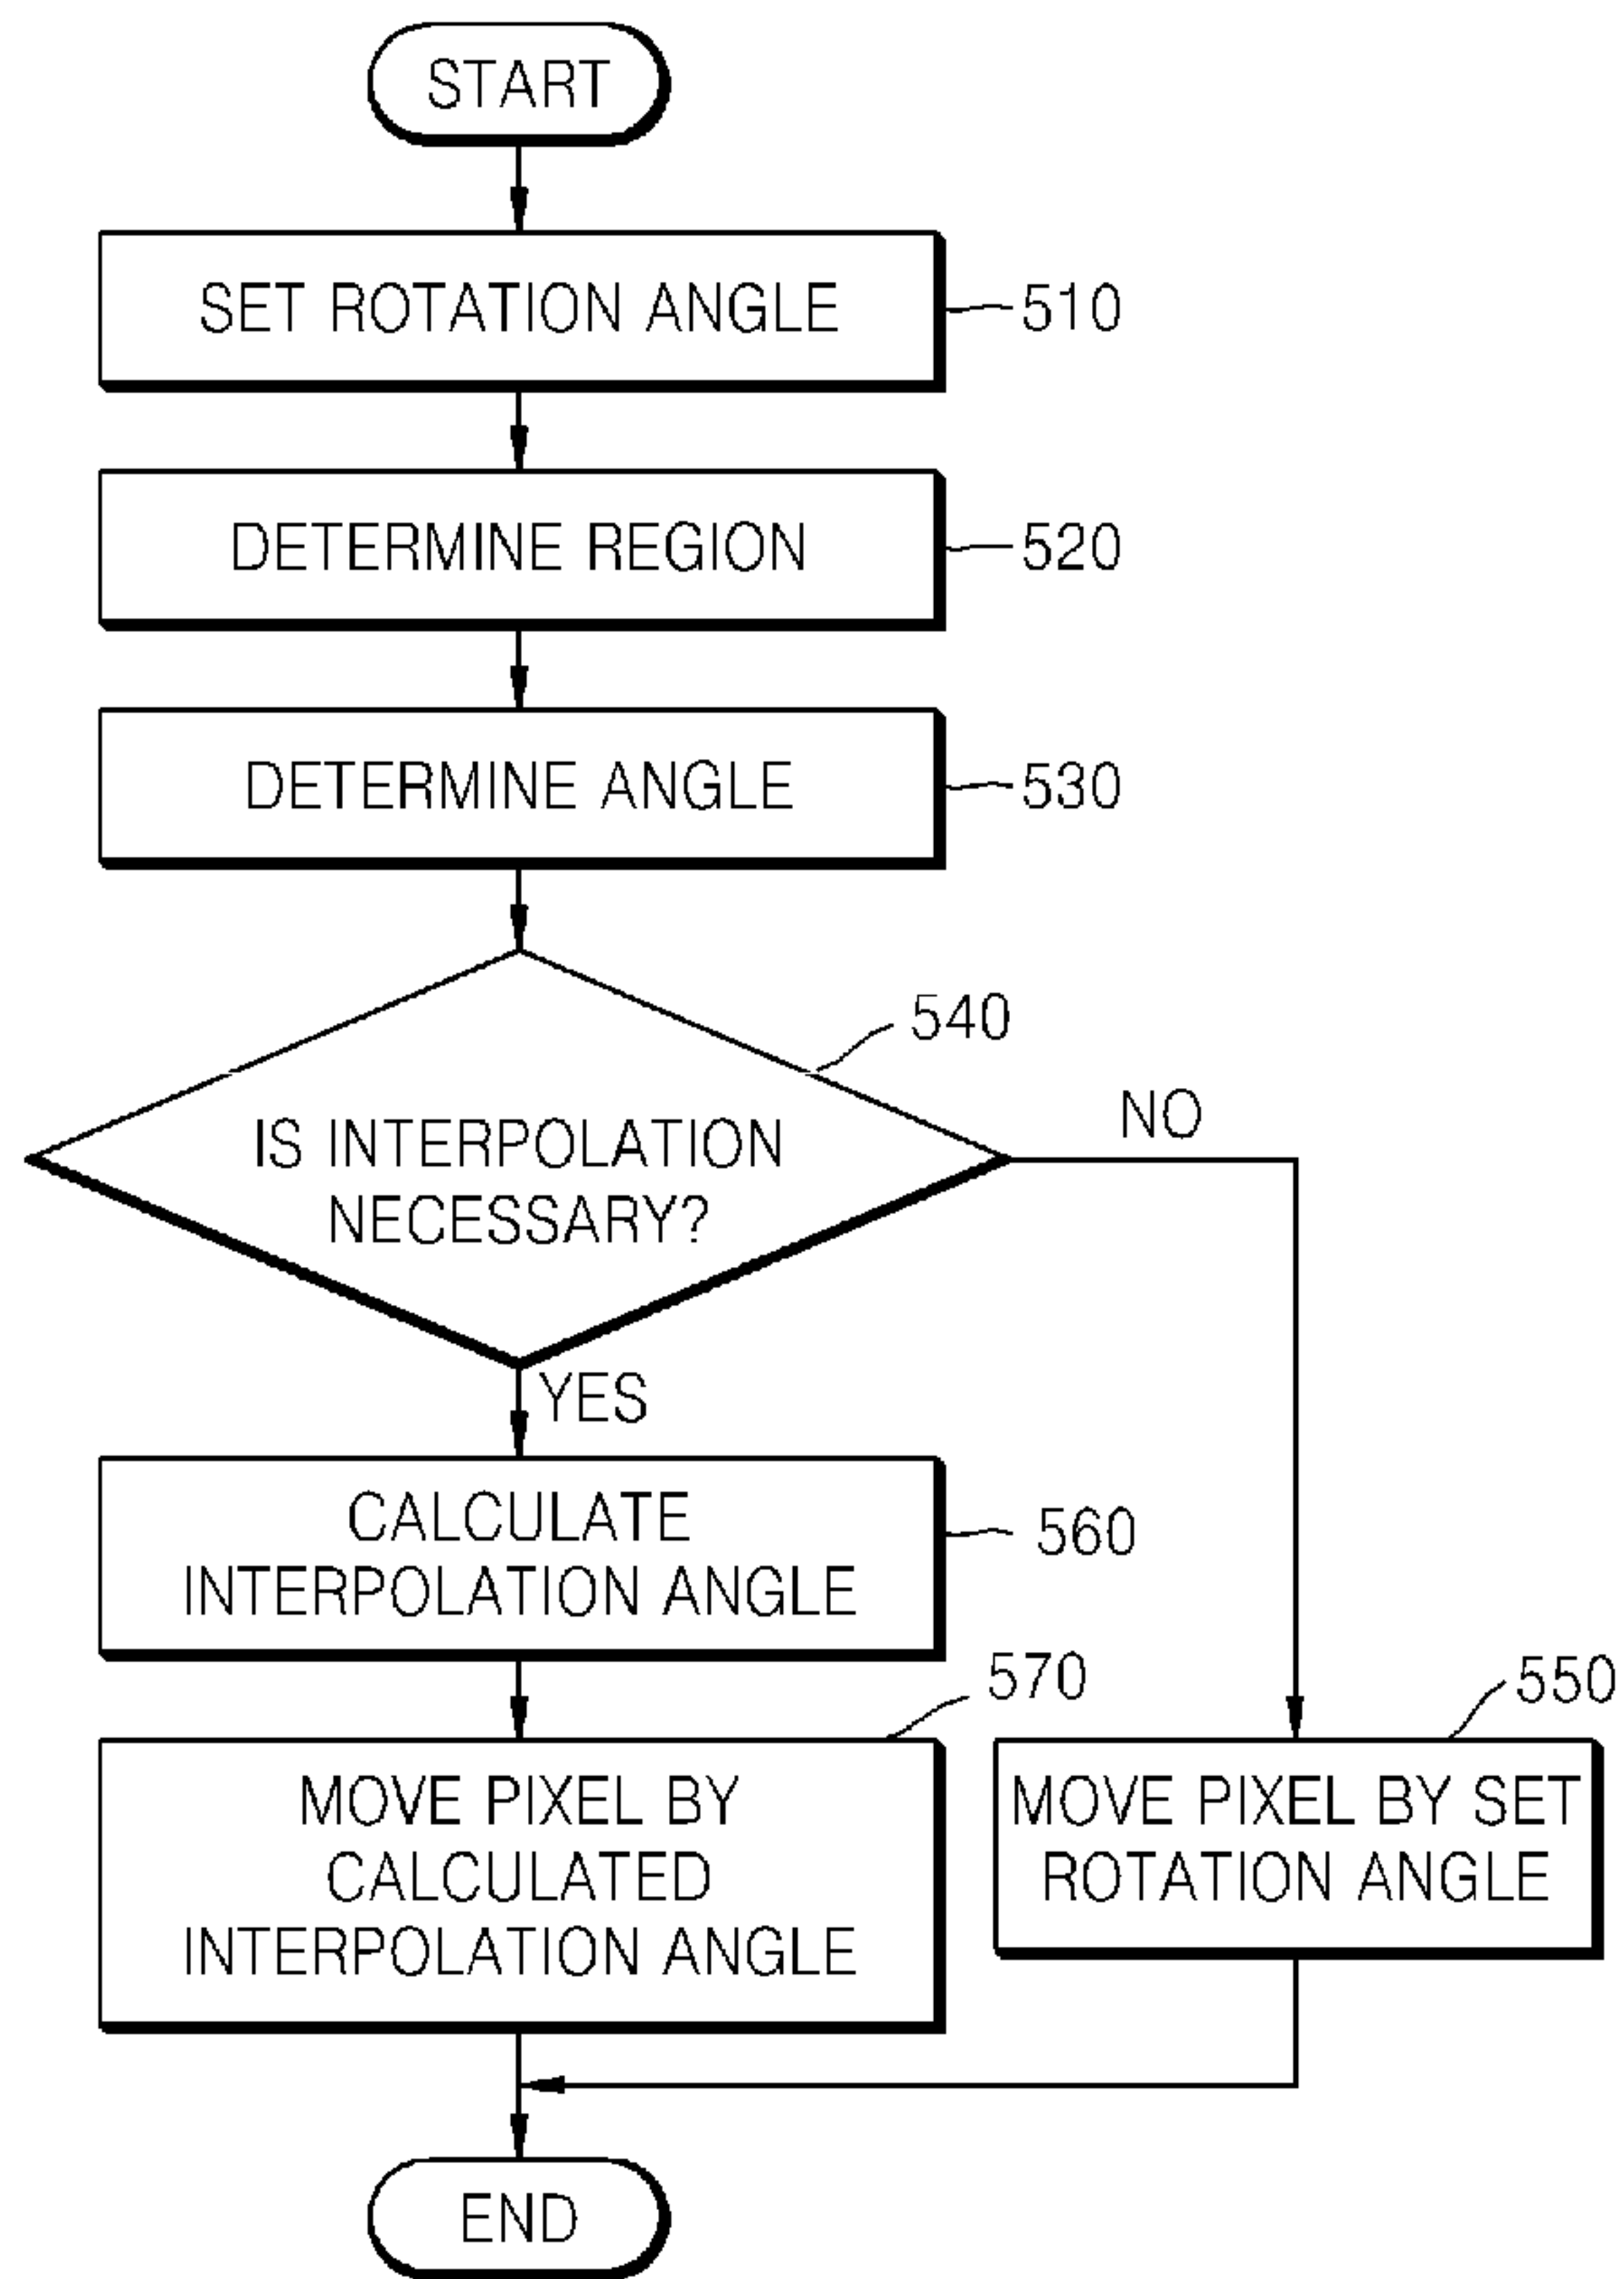 START
SET ROTATION ANGLE
510
DETERMINE REGION
520
DETERMINE ANGLE
530
540
IS INTERPOLATION
NECESSARY?
NO
YES
CALCULATE
INTERPOLATION ANGLE
560
570
MOVE PIXEL BY
CALCULATED
INTERPOLATION ANGLE
550
MOVE PIXEL BY SET
ROTATION ANGLE
END